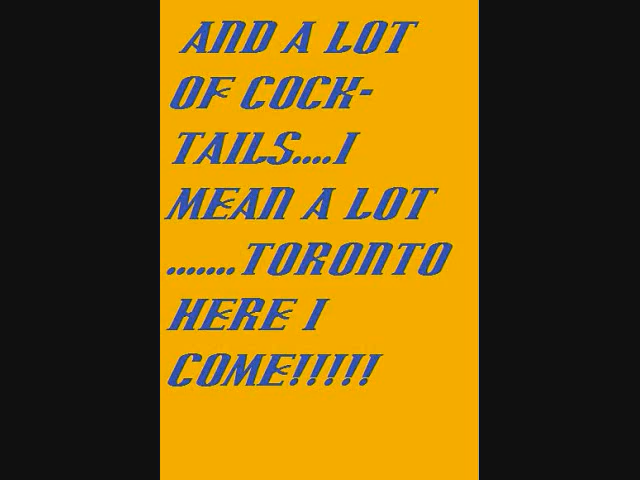 AND A LOT
OF COCK-
TAILS....I
MEAN A LOT
.......TORONTO
HERE I
COME!!!!!